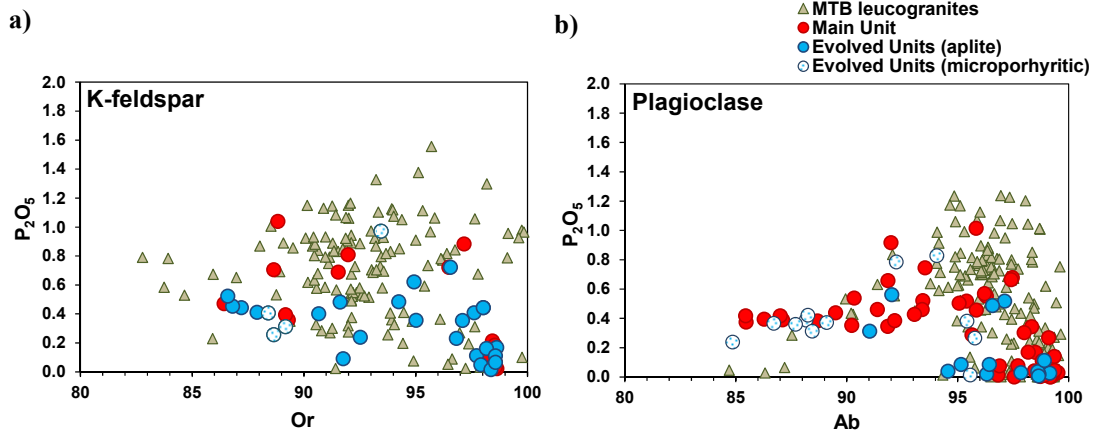 a)
b)
MTB leucogranites
Main Unit
Evolved Units (aplite)
Evolved Units (microporhyritic)
K-feldspar
2.0
1.8
1.6
1.4
1.2
1.0
0.8
0.6
0.4
0.2
0.0
P2O5
80
85
90
95
100
Or
Plagioclase
2.0
1.8
1.6
1.4
1.2
1.0
0.8
0.6
0.4
0.2
0.0
P2O5
80
85
90
95
100
Ab